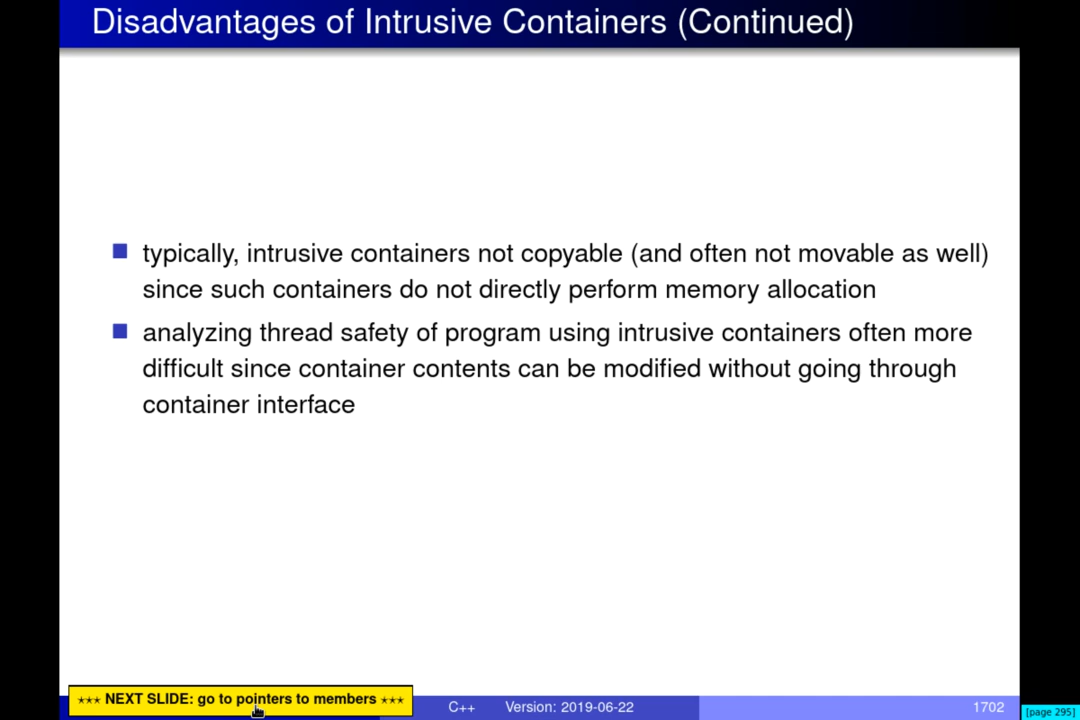 Disadvantages of Intrusive Containers (Continued)
typically, intrusive containers not copyable (and often not movable as well)
since such containers do not directly perform memory allocation
analyzing thread safety of program using intrusive containers often more
difficult since container contents can be modified without going through
container interface
*** NEXT SLIDE: go to pointers to members ***
C++ Version: 2019-06-22 1702
[page 295]